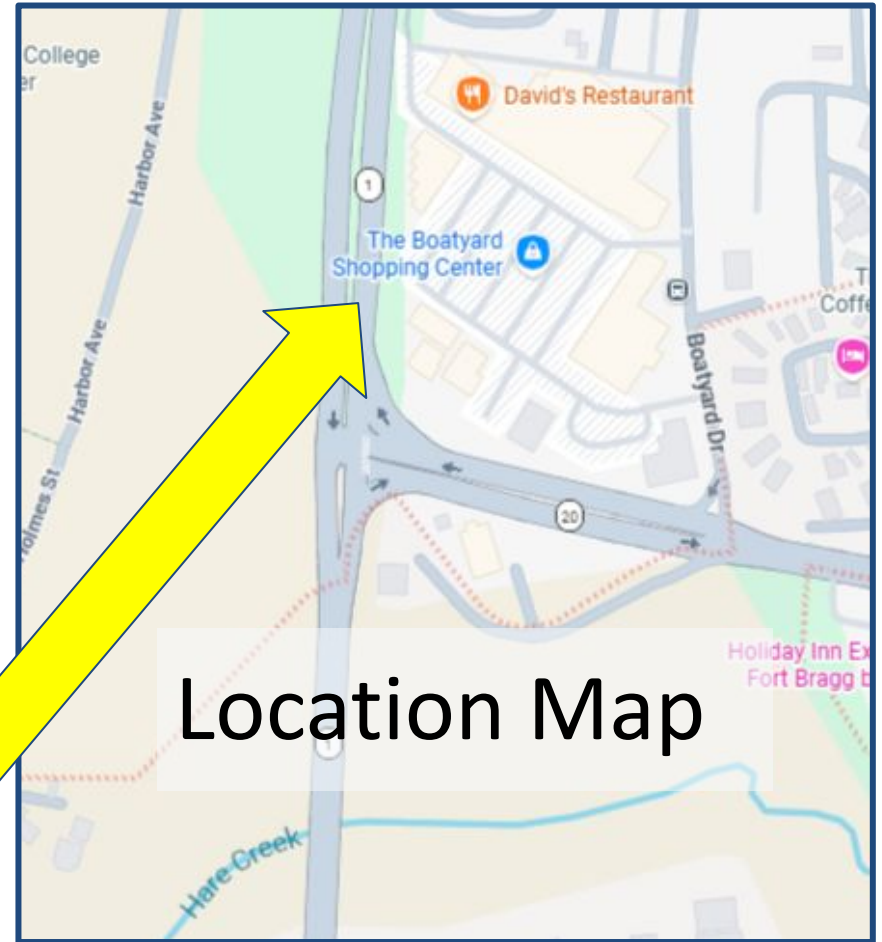 College
er
Harbor Ave
David's Restaurant
1
The Boatyard
Shopping Center
T
Coffe
Harbor Ave
Boatyard Dr
Holmes St
20
Holiday Inn Ex
Fort Bragg b
Location Map
1
Hare Creek